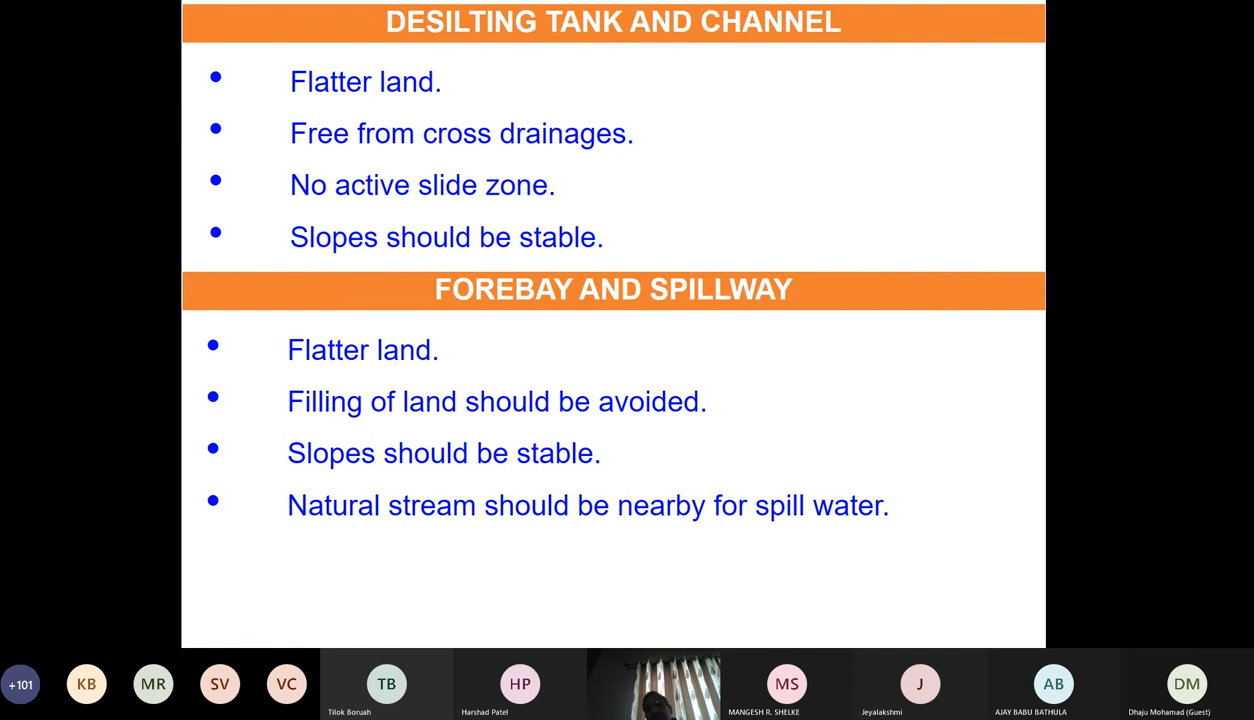 DESILTING TANK AND CHANNEL
• Flatter land.
• Free from cross drainages.
• No active slide zone.
• Slopes should be stable.
FOREBAY AND SPILLWAY
• Flatter land.
• Filling of land should be avoided.
• Slopes should be stable.
• Natural stream should be nearby for spill water.
+101 KB MR SV VC TB HP MS J AB DM
Tilok Boruah Harshad Patel MANGESH R. SHELKE Jeyalakshmi AJAY BABU BATHULA Dhaju Mohamad (Guest)